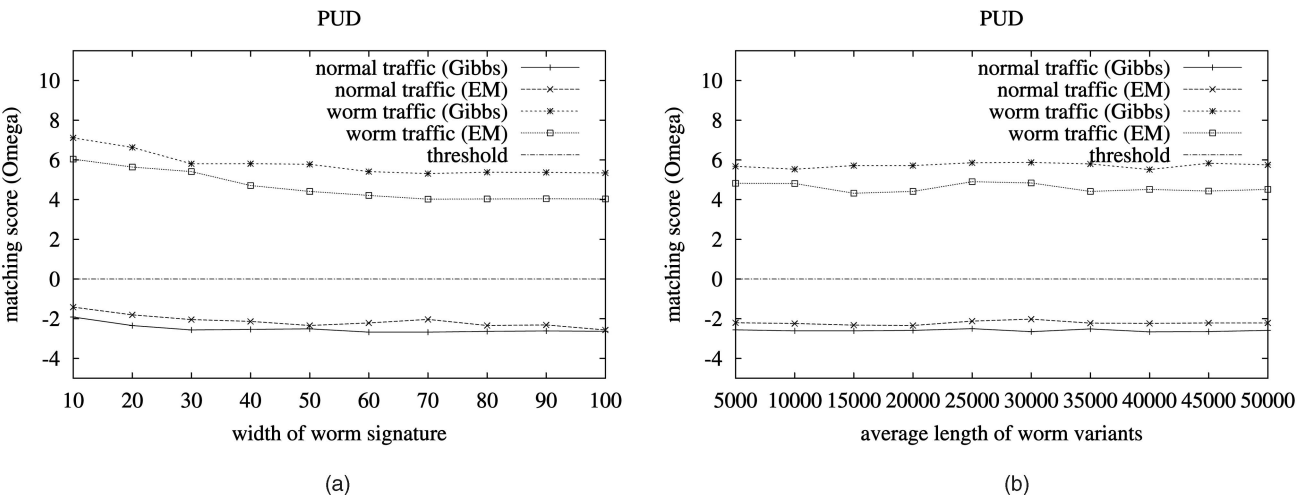 PUD
normal traffic (Gibbs)
normal traffic (EM)
worm traffic (Gibbs)
worm traffic (EM)
threshold
10
8
6
4
2
0
-2
-4
matching score (Omega)
10 20 30 40 50 60 70 80 90 100
width of worm signature
(a)
PUD
normal traffic (Gibbs)
normal traffic (EM)
worm traffic (Gibbs)
worm traffic (EM)
threshold
10
8
6
4
2
0
-2
-4
matching score (Omega)
5000 10000 15000 20000 25000 30000 35000 40000 45000 50000
average length of worm variants
(b)